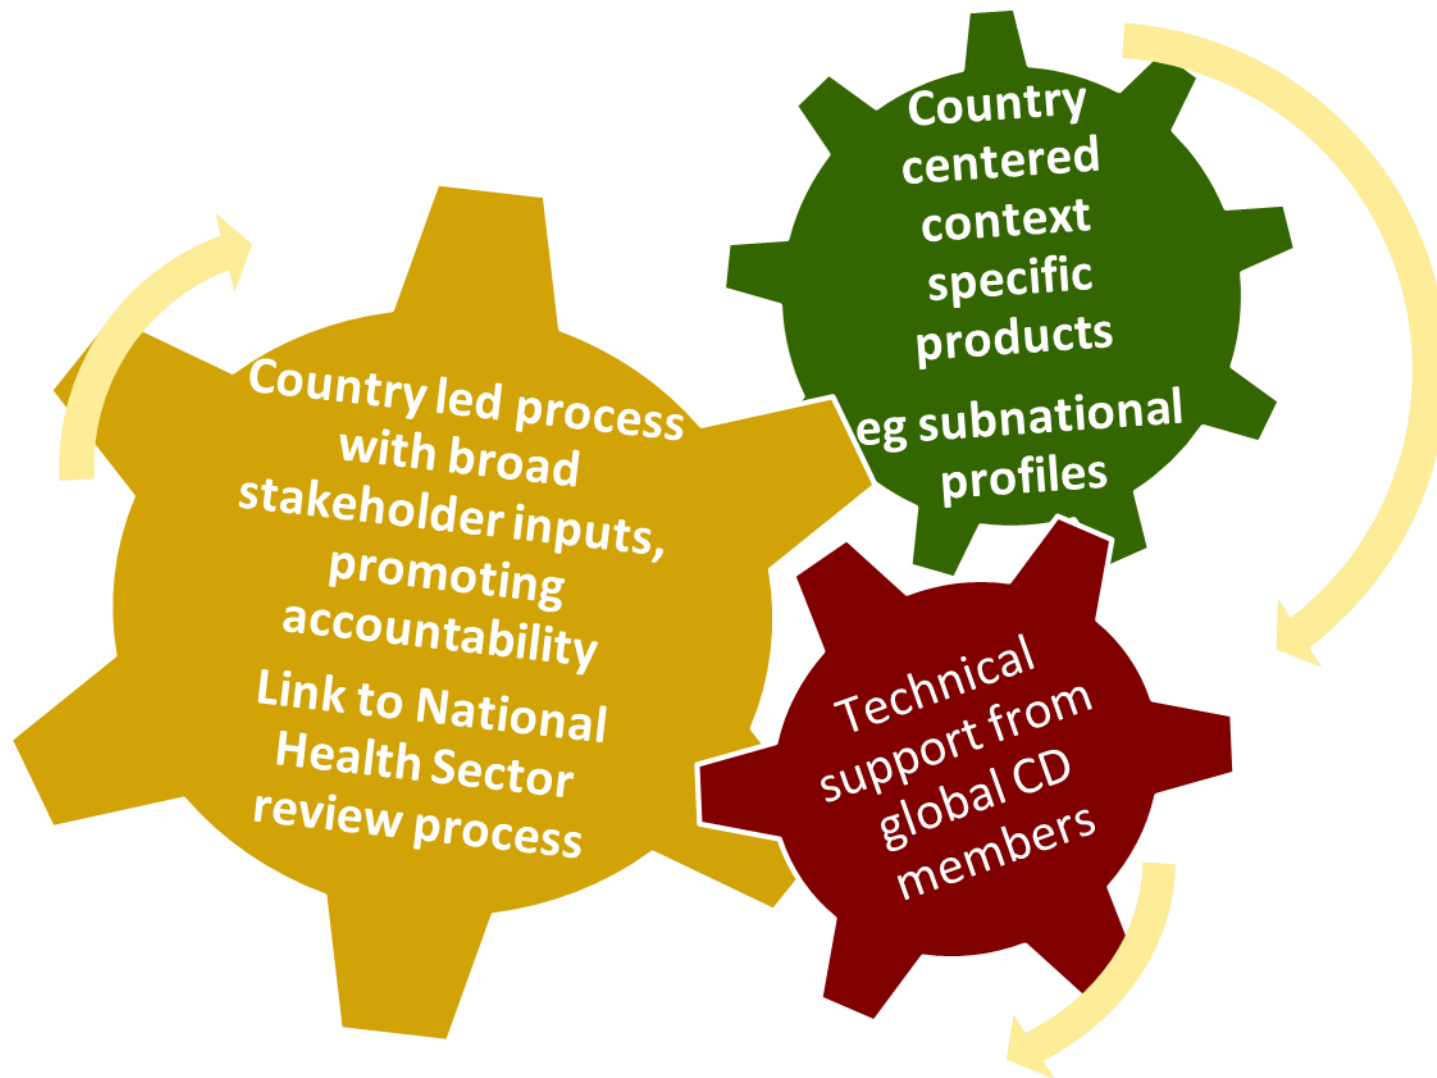 Country led process
with broad
stakeholder inputs,
promoting
accountability
Link to National
Health Sector
review process
Country
centered
context
specific
products
eg subnational
profiles
Technical
support from
global CD
members